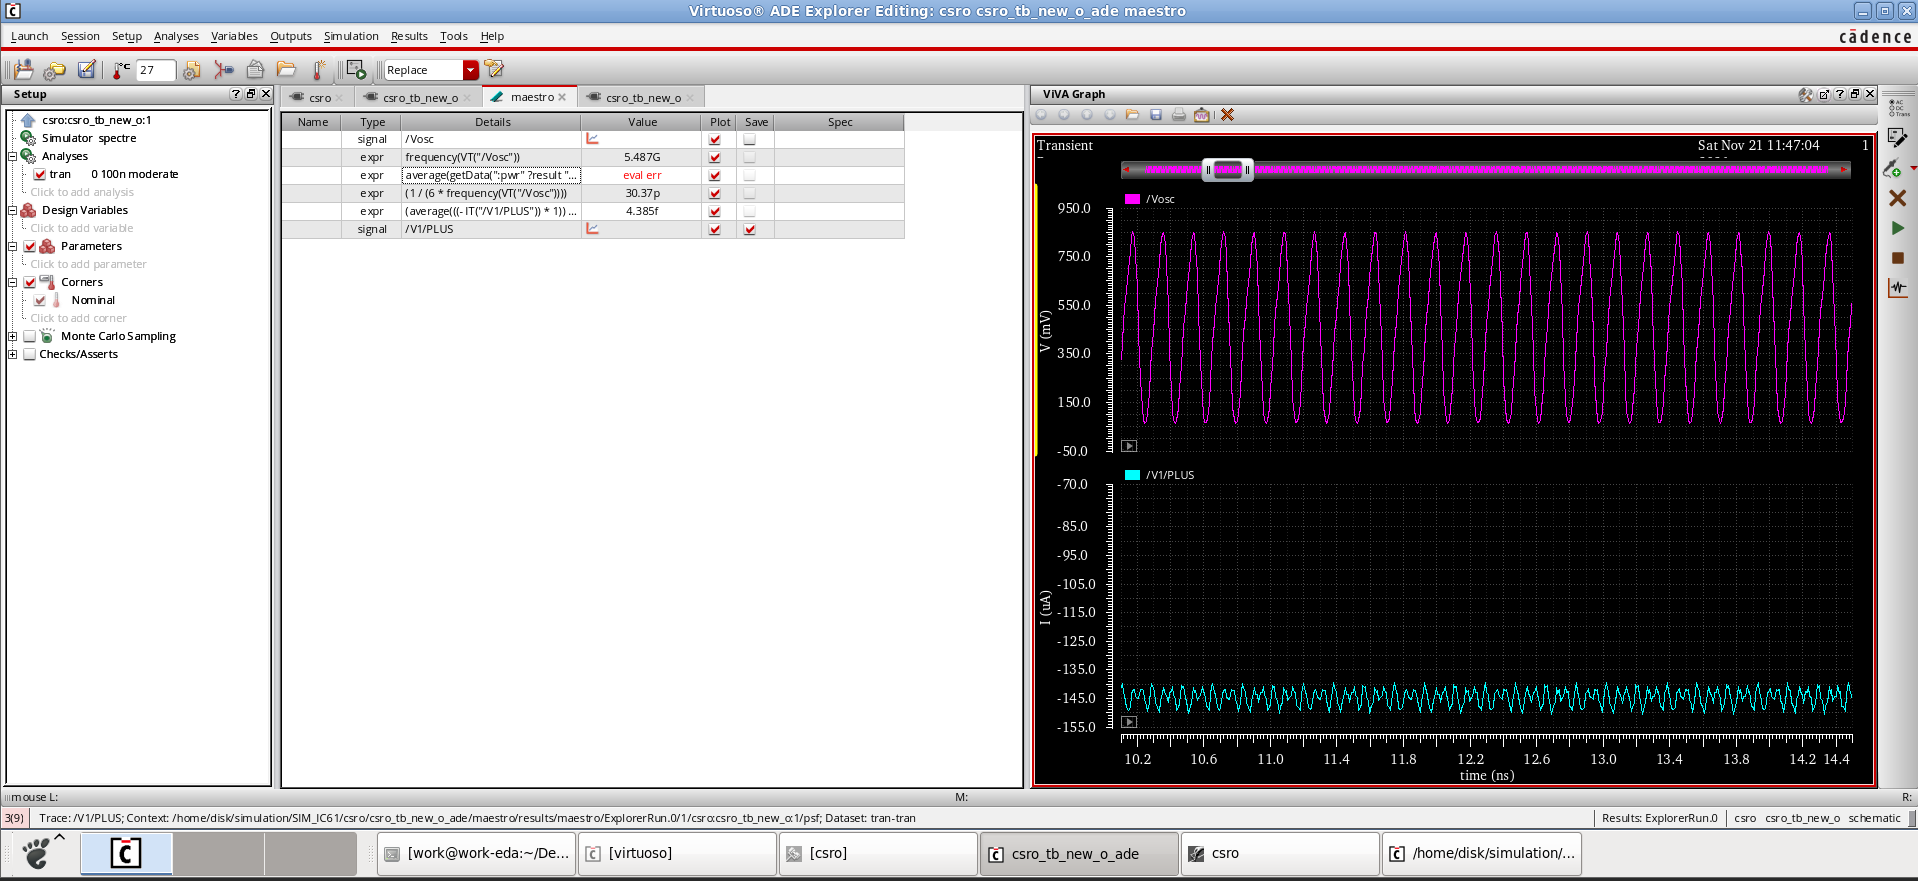 Virtuoso® ADE Explorer Editing: csro csro_tb_new_o_ade maestro
Launch Session Setup Analyses Variables Outputs Simulation Results Tools Help
cādence
27 Replace
Setup
csro:csro_tb_new_o:1
Simulator spectre
Analyses
tran 0 100n moderate
Click to add analysis
Design Variables
Click to add variable
Parameters
Click to add parameter
Corners
Nominal
Click to add corner
Monte Carlo Sampling
Checks/Asserts
csro csro_tb_new_o maestro csro_tb_new_o
Name Type Details Value Plot Save Spec
signal /Vosc
expr frequency(VT("/Vosc")) 5.487G
expr average(getData(":pwr" ?result "... eval err
expr (1 / (6 * frequency(VT("/Vosc")))) 30.37p
expr (average(((- IT("/V1/PLUS")) * 1)) ... 4.385f
signal /V1/PLUS
ViVA Graph
Transient Sat Nov 21 11:47:04 1
/Vosc
950.0
750.0
550.0
350.0
150.0
-50.0
V (mV)
/V1/PLUS
-70.0
-85.0
-95.0
-105.0
-115.0
-125.0
-135.0
-145.0
-155.0
I (uA)
10.2 10.6 11.0 11.4 11.8 12.2 12.6 13.0 13.4 13.8 14.2 14.4
time (ns)
AC
DC
Trans
mouse L: M: R:
3(9) Trace: /V1/PLUS; Context: /home/disk/simulation/SIM_IC61/csro/csro_tb_new_o_ade/maestro/results/maestro/ExplorerRun.0/1/csro:csro_tb_new_o:1/psf; Dataset: tran-tran Results: ExplorerRun.0 csro csro_tb_new_o schematic
[work@work-eda:~/De... [virtuoso] [csro] csro_tb_new_o_ade csro /home/disk/simulation/...